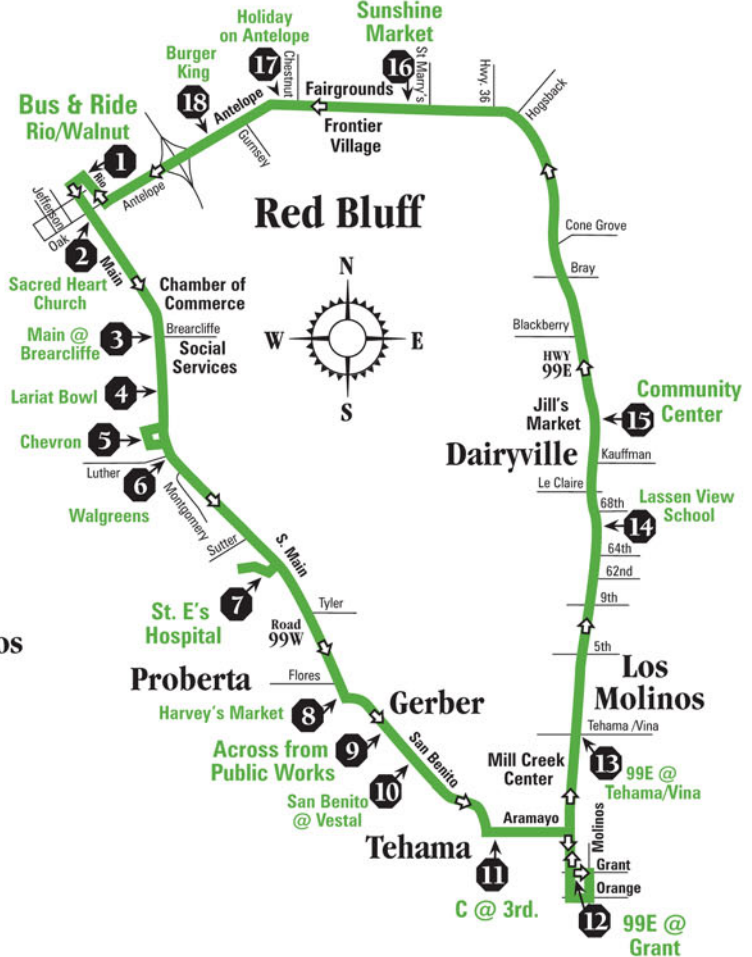 Holiday
on Antelope
Sunshine
Market
Burger
King
17
Chestnut
16
St Marry's
Hwy. 36
Hogsback
18
Antelope
Fairgrounds
Frontier
Village
Gurnsey
Bus & Ride
Rio/Walnut
1
Rio
Antelope
Jefferson
Oak
Red Bluff
2
Main
Sacred Heart
Church
Cone Grove
Bray
N
W
E
S
Chamber of
Commerce
Main @
Brearcliffe
3
Brearcliffe
Social
Services
Blackberry
HWY
99E
Lariat Bowl
4
Jill's
Market
Community
Center
15
Chevron
5
Dairyville
Kauffman
Luther
6
Walgreens
Montgomery
Le Claire
68th
Lassen View
School
14
Sutter
S. Main
64th
62nd
7
St. E's
Hospital
Tyler
9th
Road
99W
os
5th
Proberta
Flores
Los
Molinos
Harvey's Market
8
Gerber
Tehama /Vina
Across from
Public Works
9
San Benito
Mill Creek
Center
13
99E @
Tehama/Vina
San Benito
@ Vestal
10
Aramayo
Molinos
Tehama
11
C @ 3rd.
Grant
Orange
12
99E @
Grant